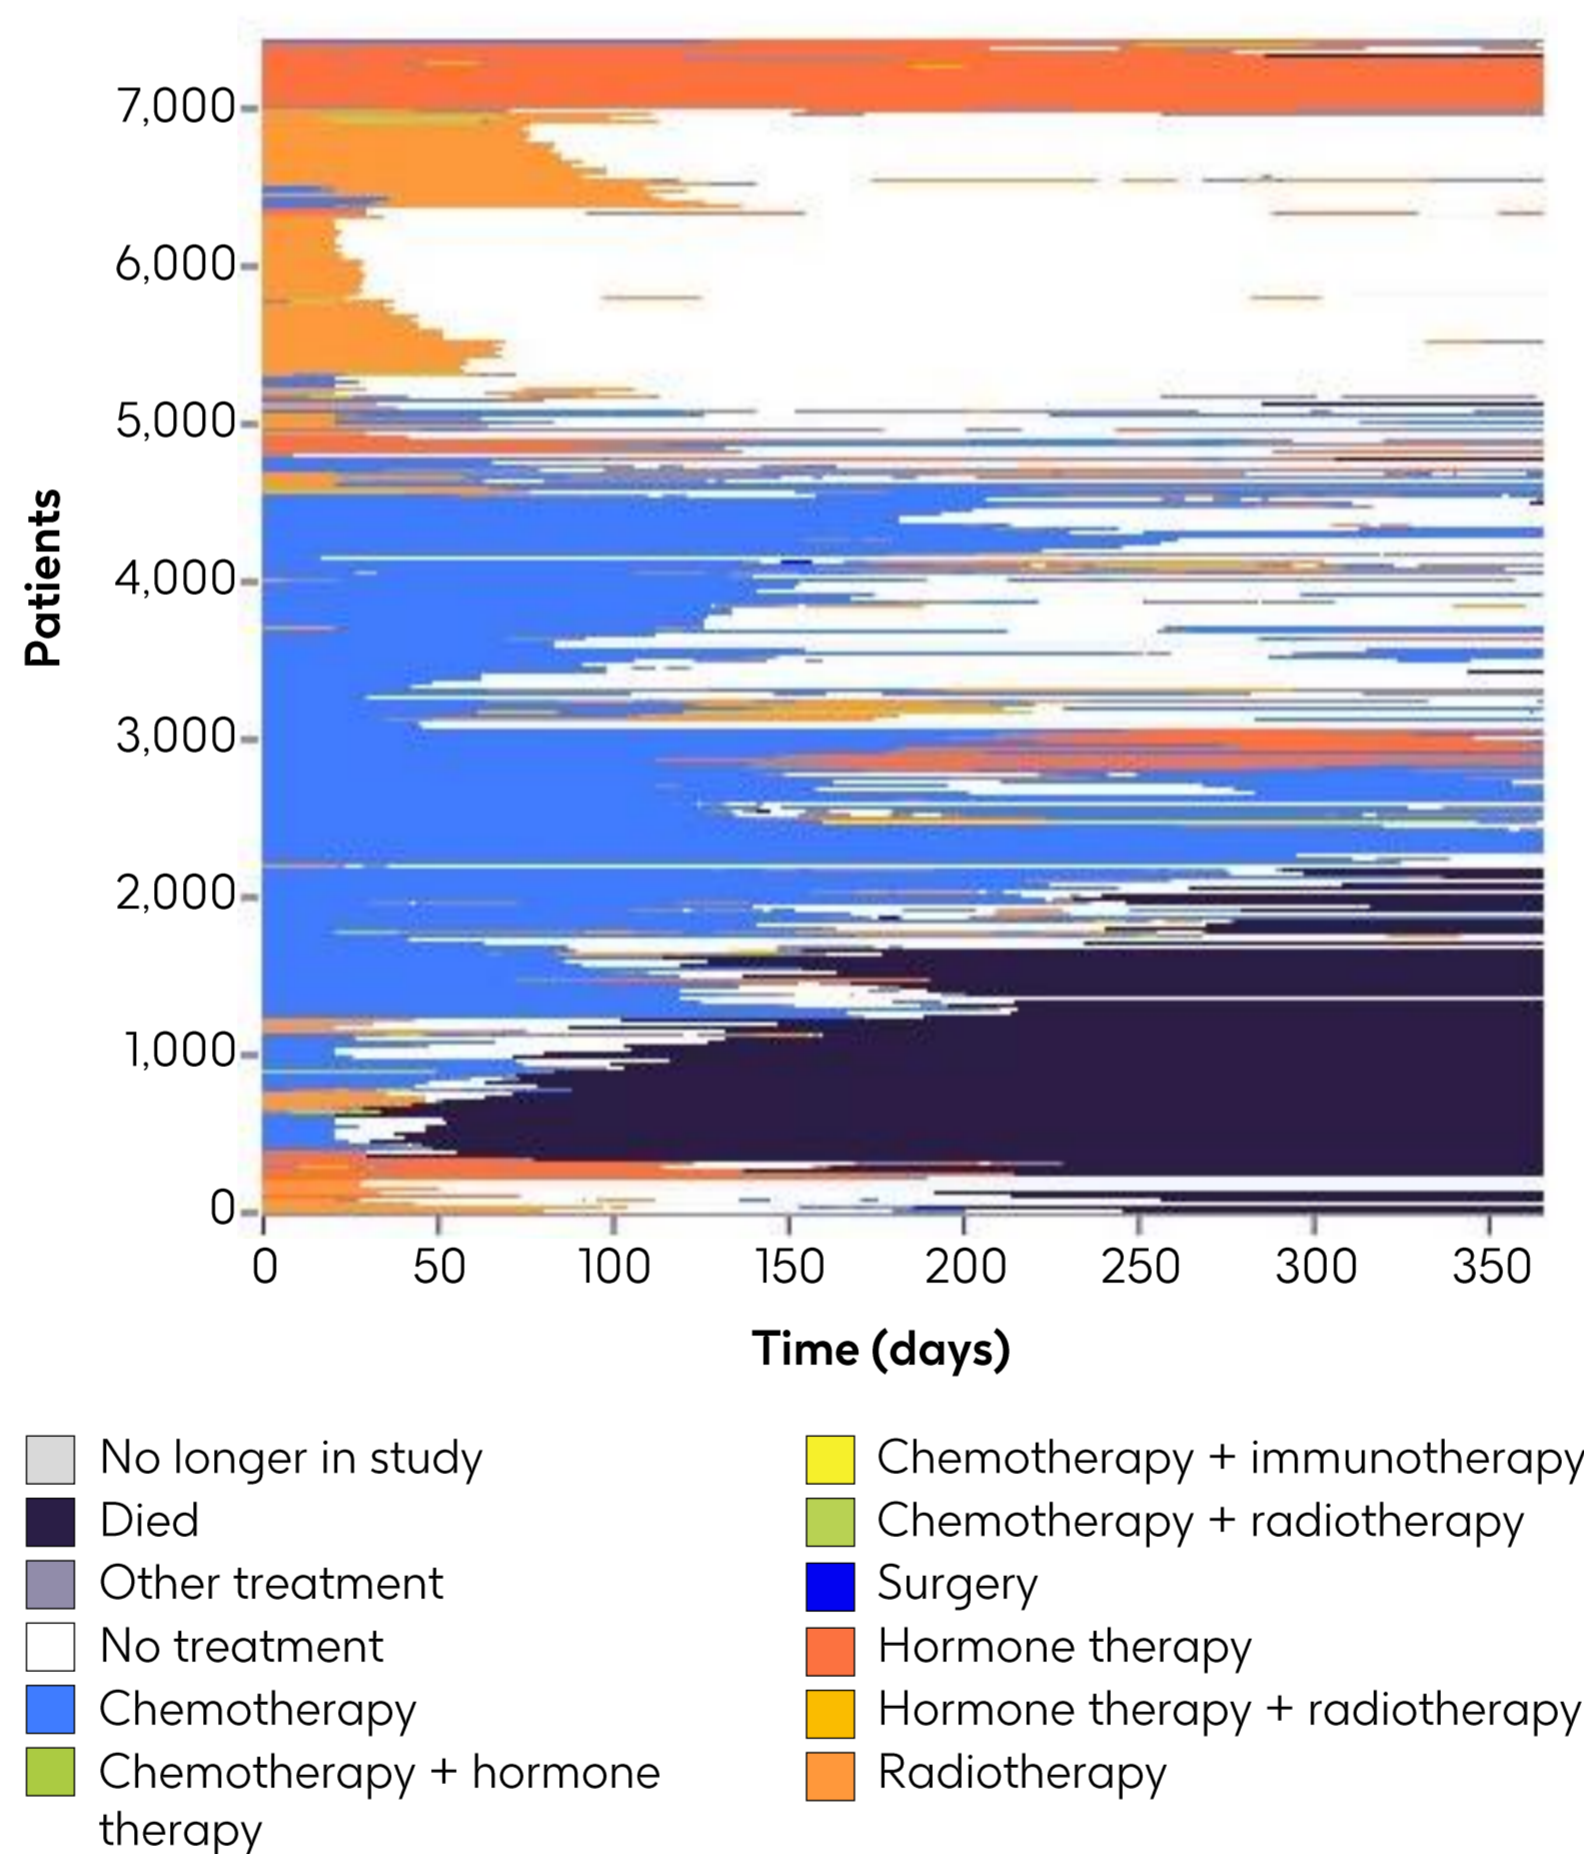 7,000
6,000
5,000
4,000
3,000
2,000
1,000
0
Patients
0 50 100 150 200 250 300 350
Time (days)
No longer in study
Died
Other treatment
No treatment
Chemotherapy
Chemotherapy + hormone
therapy
Chemotherapy + immunotherapy
Chemotherapy + radiotherapy
Surgery
Hormone therapy
Hormone therapy + radiotherapy
Radiotherapy